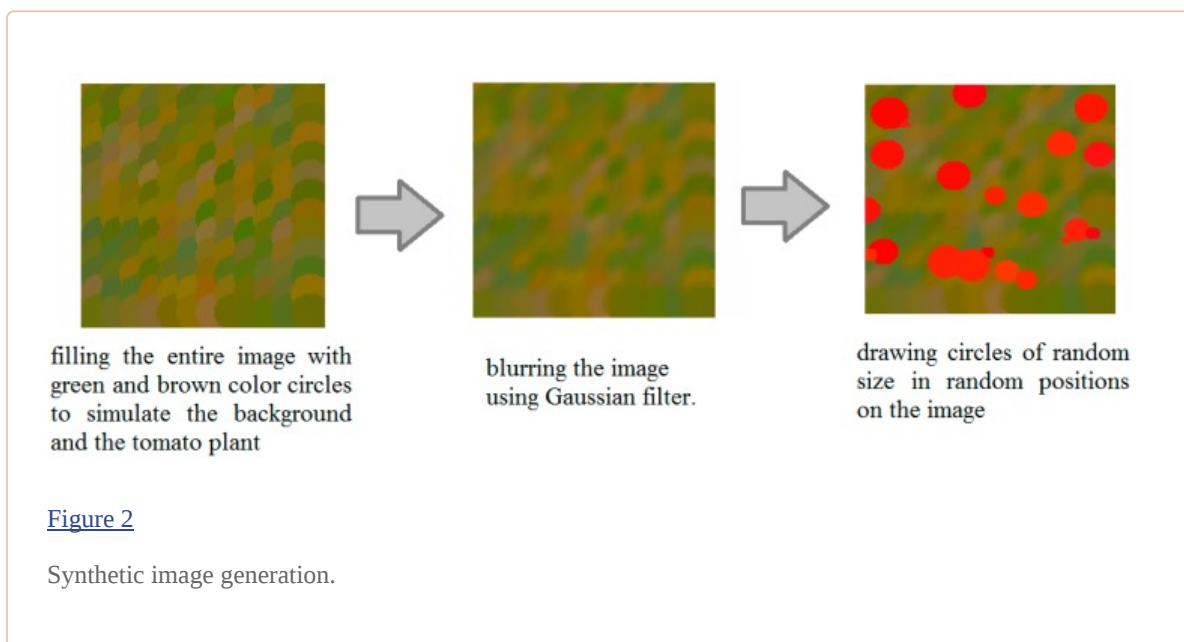 filling the entire image with
green and brown color circles
to simulate the background
and the tomato plant
blurring the image
using Gaussian filter.
drawing circles of random
size in random positions
on the image
Figure 2
Synthetic image generation.